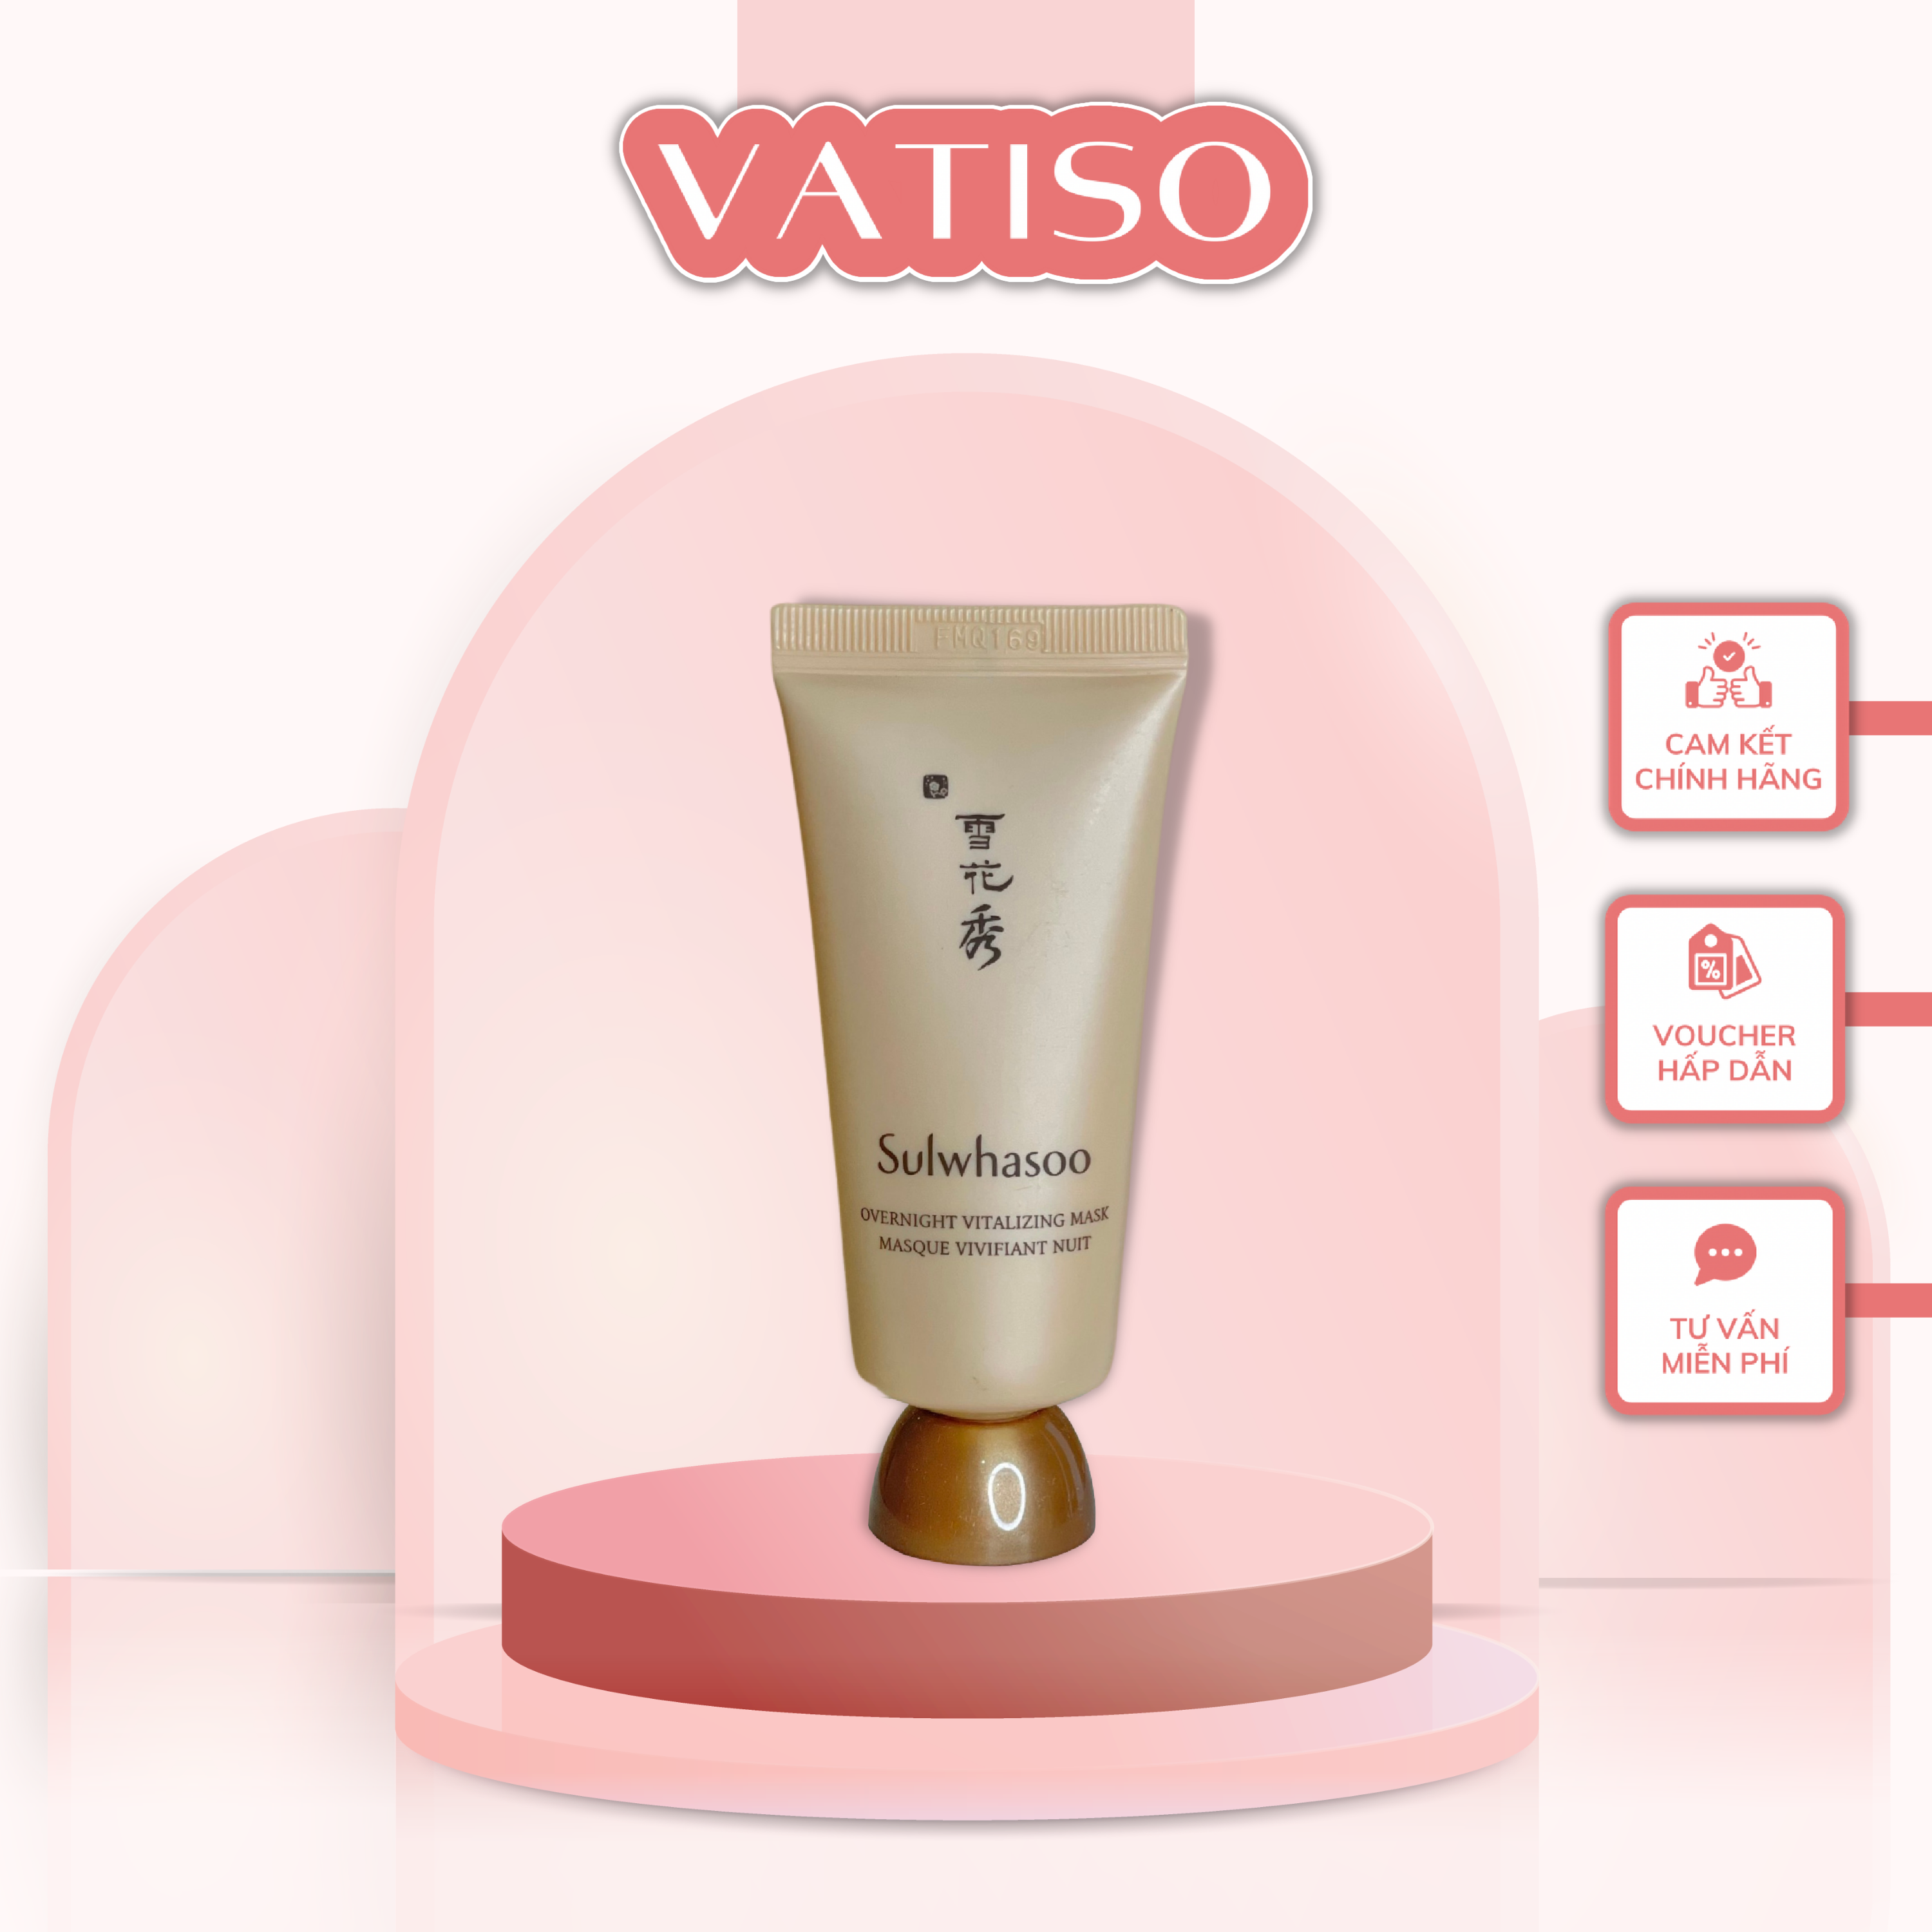 VATISO
FMQ169
雪
花
秀
Sulwhasoo
OVERNIGHT VITALIZING MASK
MASQUE VIVIFIANT NUIT
CAM KẾT
CHÍNH HÃNG
%
VOUCHER
HẤP DẪN
TƯ VẤN
MIỄN PHÍ